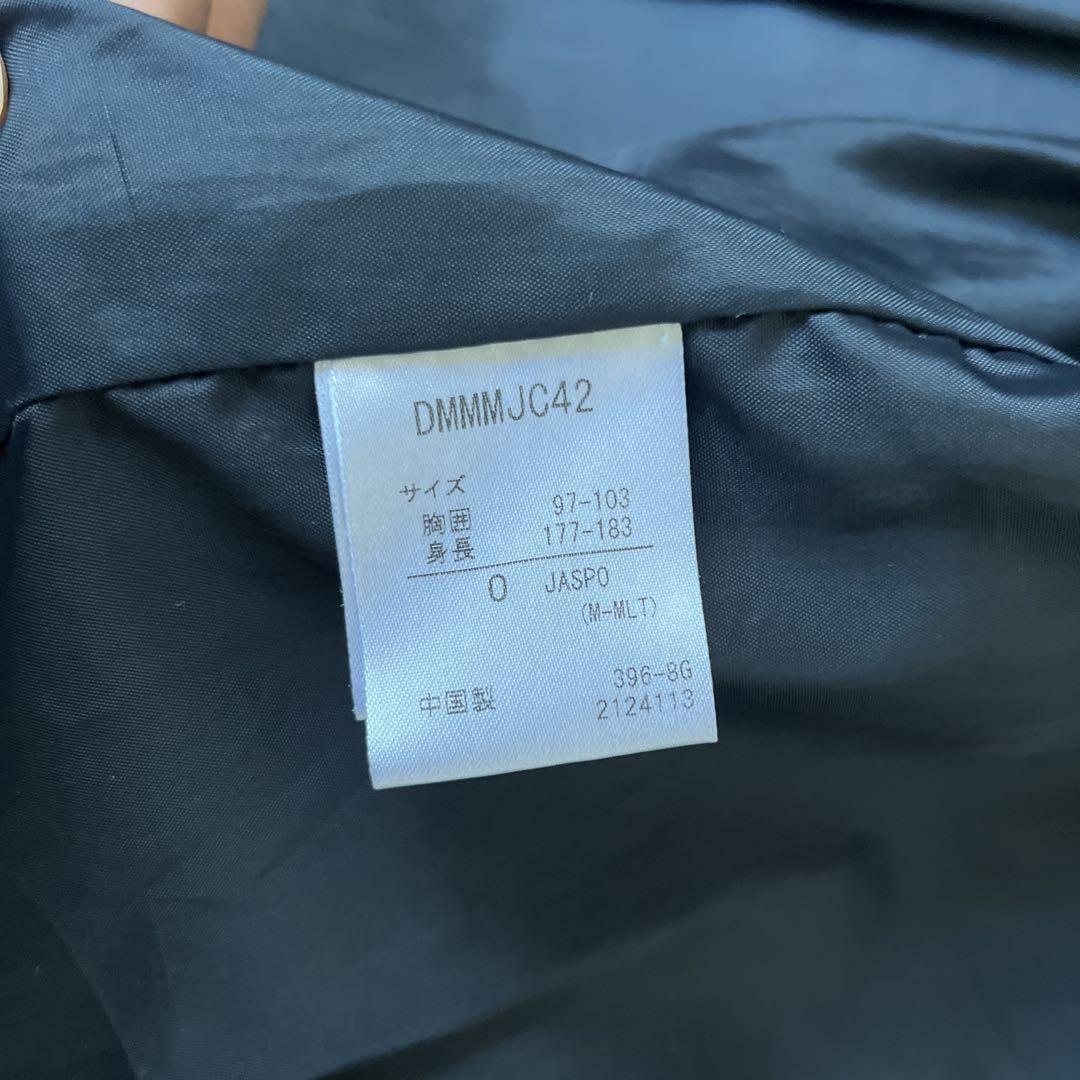 DMMMJC42
サイズ
胸囲 97-103
身長 177-183
O JASPO
(M-MLT)
396-8G
中国製 2124113